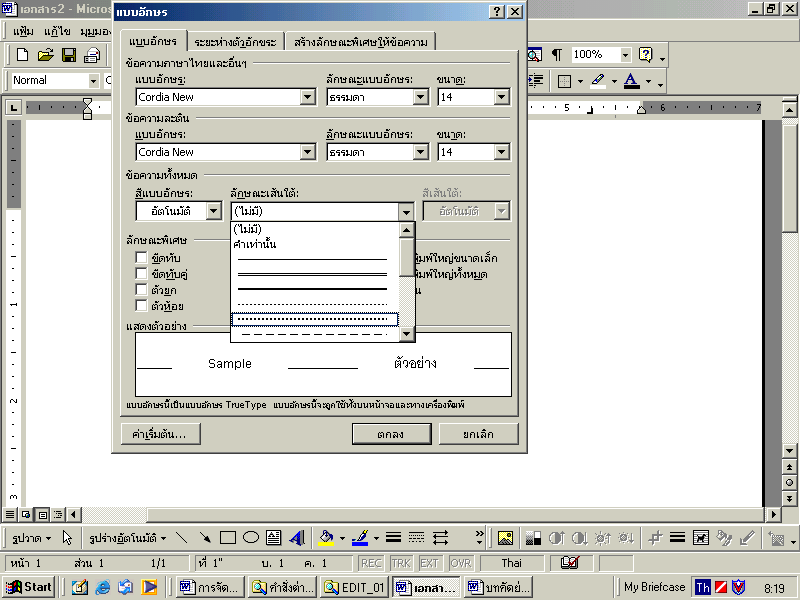 เอกสาร2 - Micros
แบบอักษร
แฟ้ม แก้ไข มุมมอง
แบบอักษร ระยะห่างตัวอักขระ สร้างลักษณะพิเศษให้ข้อความ
100%
ข้อความภาษาไทยและอื่นๆ
Normal
แบบอักษร: ลักษณะแบบอักษร: ขนาด:
Cordia New ธรรมดา 14
5 6 7
ข้อความละติน
แบบอักษร: ลักษณะแบบอักษร: ขนาด:
Cordia New ธรรมดา 14
ข้อความทั้งหมด
สีแบบอักษร: ลักษณะเส้นใต้: สีเส้นใต้:
อัตโนมัติ (ไม่มี) อัตโนมัติ
(ไม่มี)
คำเท่านั้น
ลักษณะพิเศษ
ขีดทับ พิมพ์ใหญ่ขนาดเล็ก
ขีดทับคู่ พิมพ์ใหญ่ทั้งหมด
ตัวยก
ตัวห้อย
แสดงตัวอย่าง
Sample ตัวอย่าง
แบบอักษรนี้เป็นแบบอักษร TrueType แบบอักษรนี้จะถูกใช้ทั้งบนหน้าจอและทางเครื่องพิมพ์
ค่าเริ่มต้น... ตกลง ยกเลิก
1
2
3
รูปวาด รูปร่างอัตโนมัติ
หน้า 1 ส่วน 1 1/1 ที่ 1" บ. 1 ค. 1 REC TRK EXT OVR Thai
Start การจัด... คำสั่งต่า... EDIT_01 เอกสา... บทคัดย่... My Briefcase Th 8:19